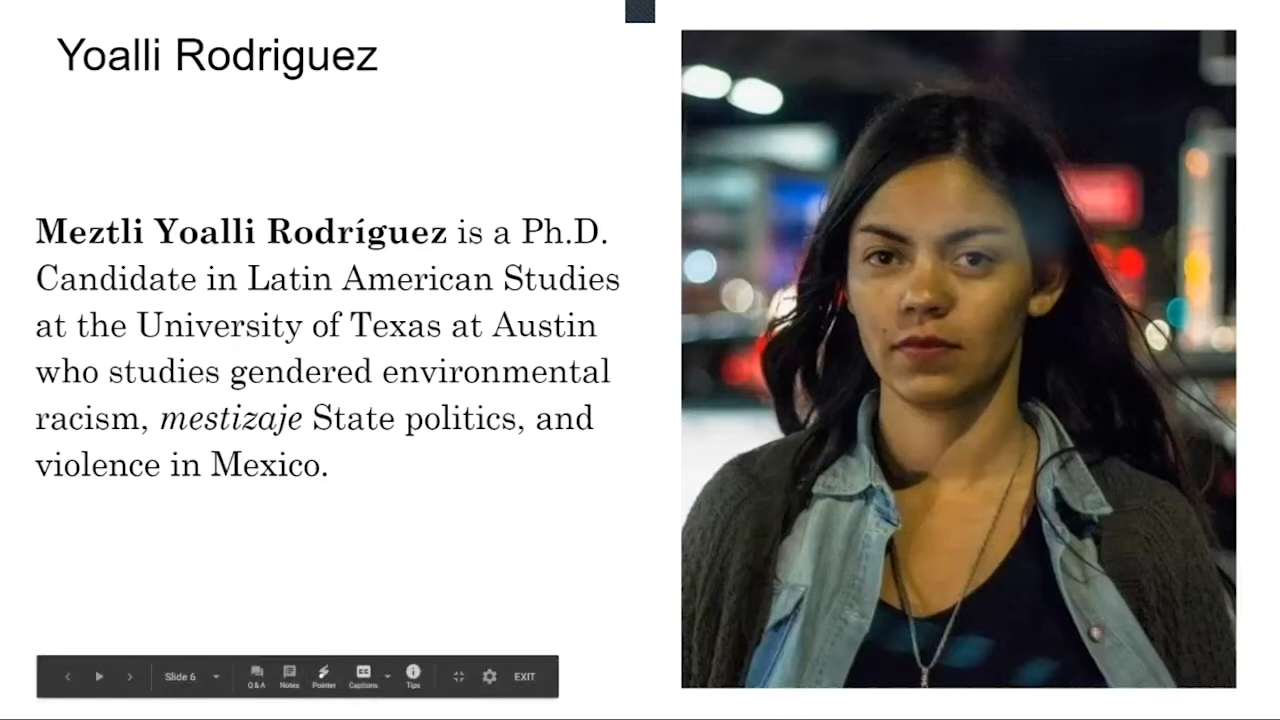 Yoalli Rodriguez
Meztli Yoalli Rodríguez is a Ph.D.
Candidate in Latin American Studies
at the University of Texas at Austin
who studies gendered environmental
racism, mestizaje State politics, and
violence in Mexico.
Slide 6
Q&A Notes Pointer Captions Tips EXIT